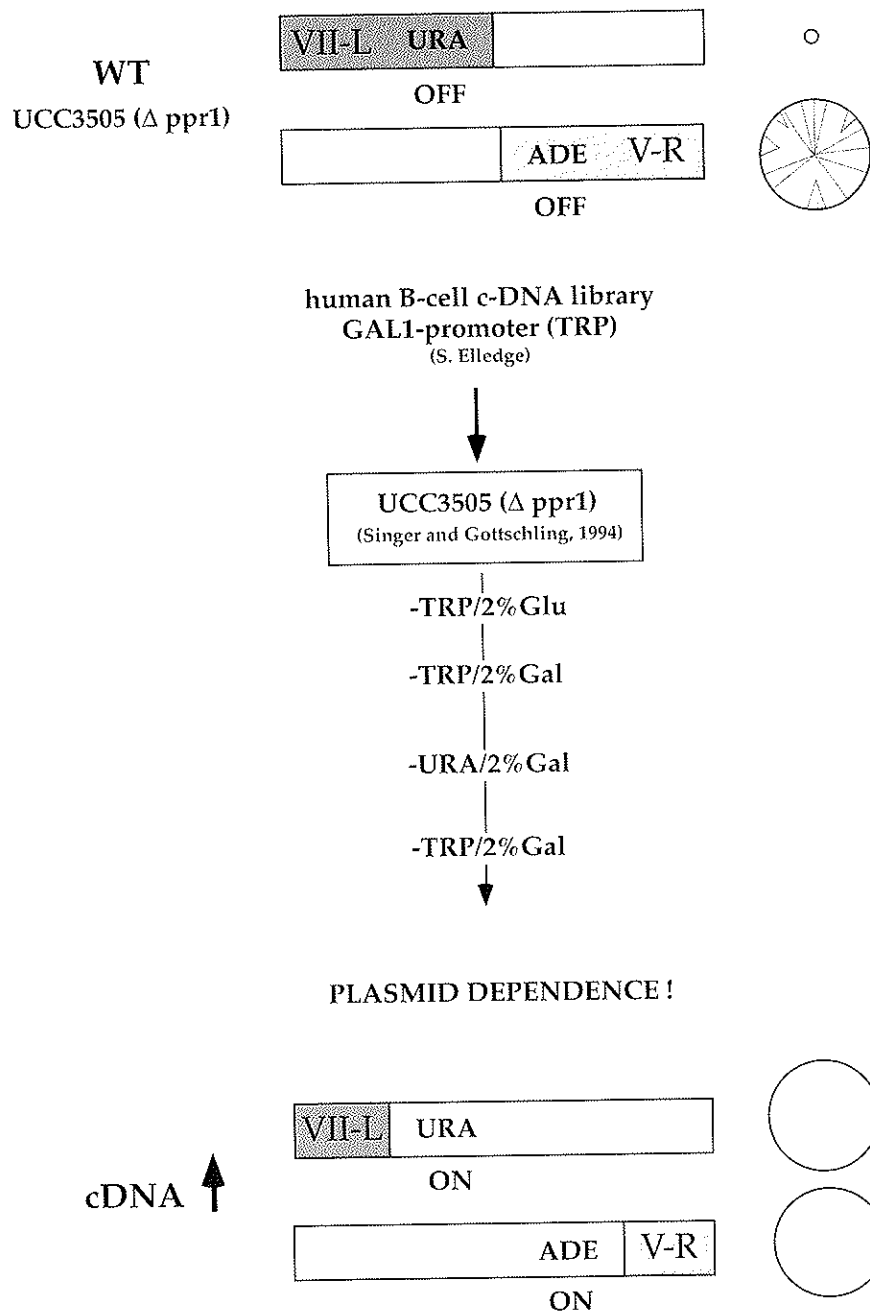 VII-L URA
WT
OFF
UCC3505 (Δ ppr1)
ADE V-R
OFF
human B-cell c-DNA library
GAL1-promoter (TRP)
(S. Elledge)
UCC3505 (Δ ppr1)
(Singer and Gottschling, 1994)
-TRP/2%Glu
-TRP/2%Gal
-URA/2%Gal
-TRP/2%Gal
PLASMID DEPENDENCE !
VII-L URA
ON
cDNA
ADE V-R
ON